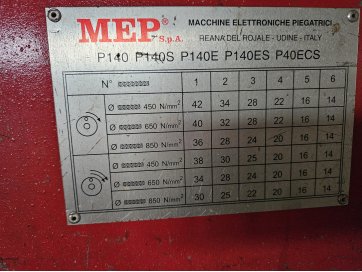 MEP S.p.A.
MACCHINE ELETTRONICHE PIEGATRICI
REANA DEL ROJALE - UDINE - ITALY
P140 P140S P140E P140ES P40ECS
N° 1 2 3 4 5 6
Ø 450 N/mm² 42 34 28 22 16 14
Ø 650 N/mm² 40 32 28 22 16 14
Ø 850 N/mm² 36 28 24 20 16 14
Ø 450 N/mm² 38 30 25 20 16 14
Ø 650 N/mm² 34 28 24 20 16 14
Ø 850 N/mm² 30 25 22 20 16 14